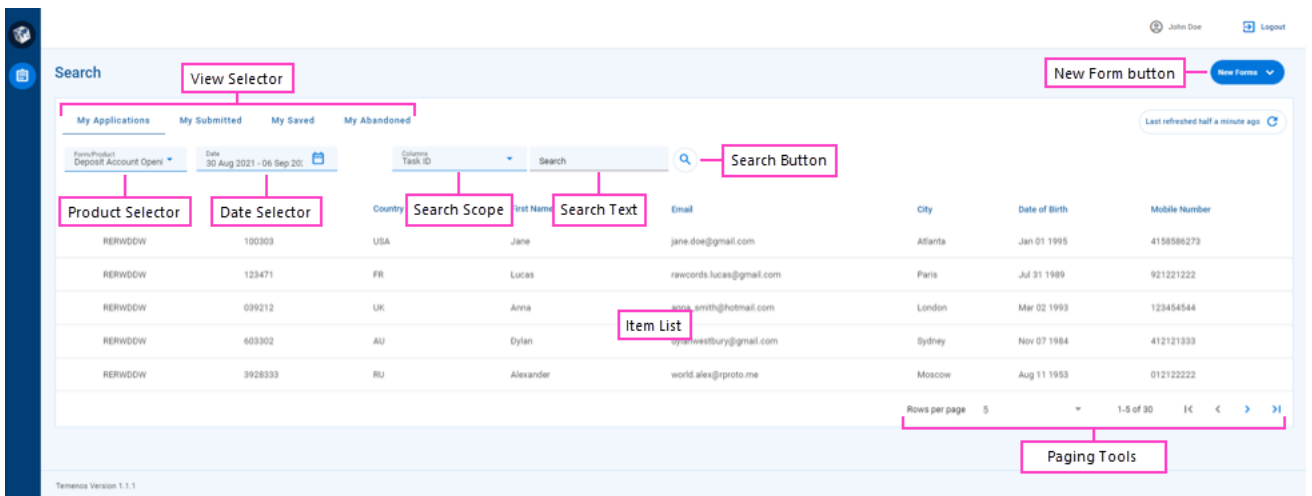 John Doe Logout
Search View Selector New Form button New Forms
My Applications My Submitted My Saved My Abandoned Last refreshed half a minute ago
Form/Product Date Columns
Deposit Account Openi 30 Aug 2021 - 06 Sep 20 Task ID Search Search Button
Product Selector Date Selector Country Search Scope First Name Search Text Email City Date of Birth Mobile Number
RERWDDW 100303 USA Jane jane.doe@gmail.com Atlanta Jan 01 1995 4158586273
RERWDDW 123471 FR Lucas rawcords.lucas@gmail.com Paris Jul 31 1989 921221222
RERWDDW 039212 UK Anna anna_smith@hotmail.com London Mar 02 1993 123454544
Item List
RERWDDW 603302 AU Dylan dylanwestbury@gmail.com Sydney Nov 07 1984 412121333
RERWDDW 3928333 RU Alexander world.alex@rproto.me Moscow Aug 11 1953 012122222
Rows per page 5 1-5 of 30
Paging Tools
Temenos Version 1.1.1